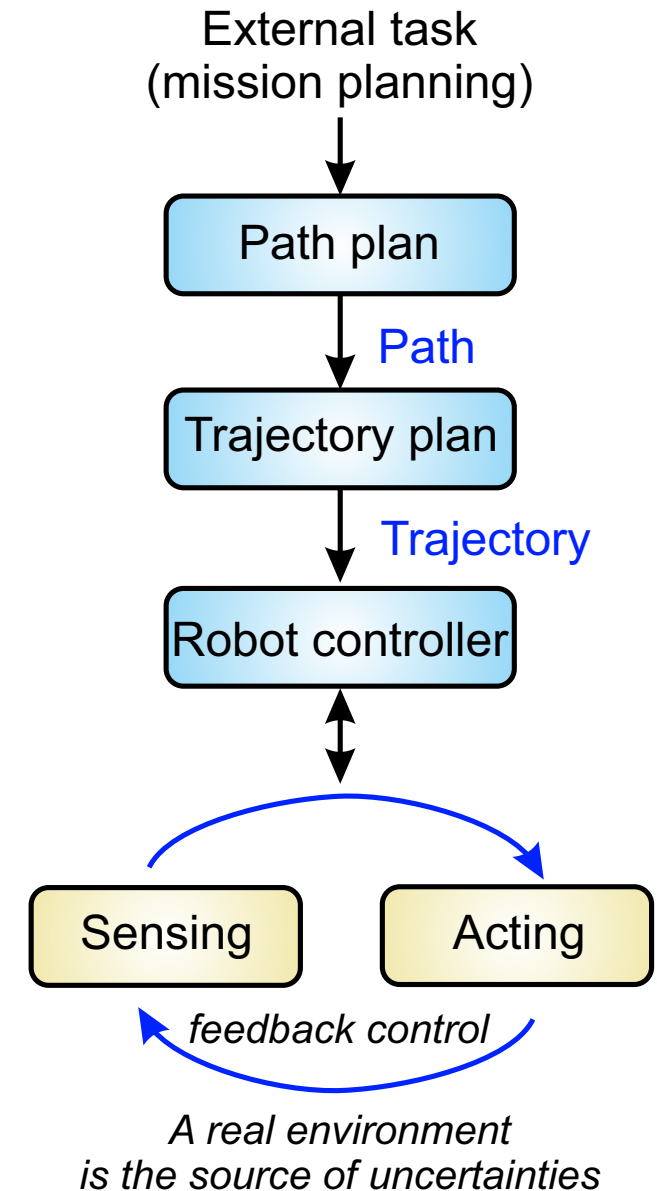 External task
(mission planning)
Path plan
Path
Trajectory plan
Trajectory
Robot controller
Sensing
Acting
feedback control
A real environment
is the source of uncertainties